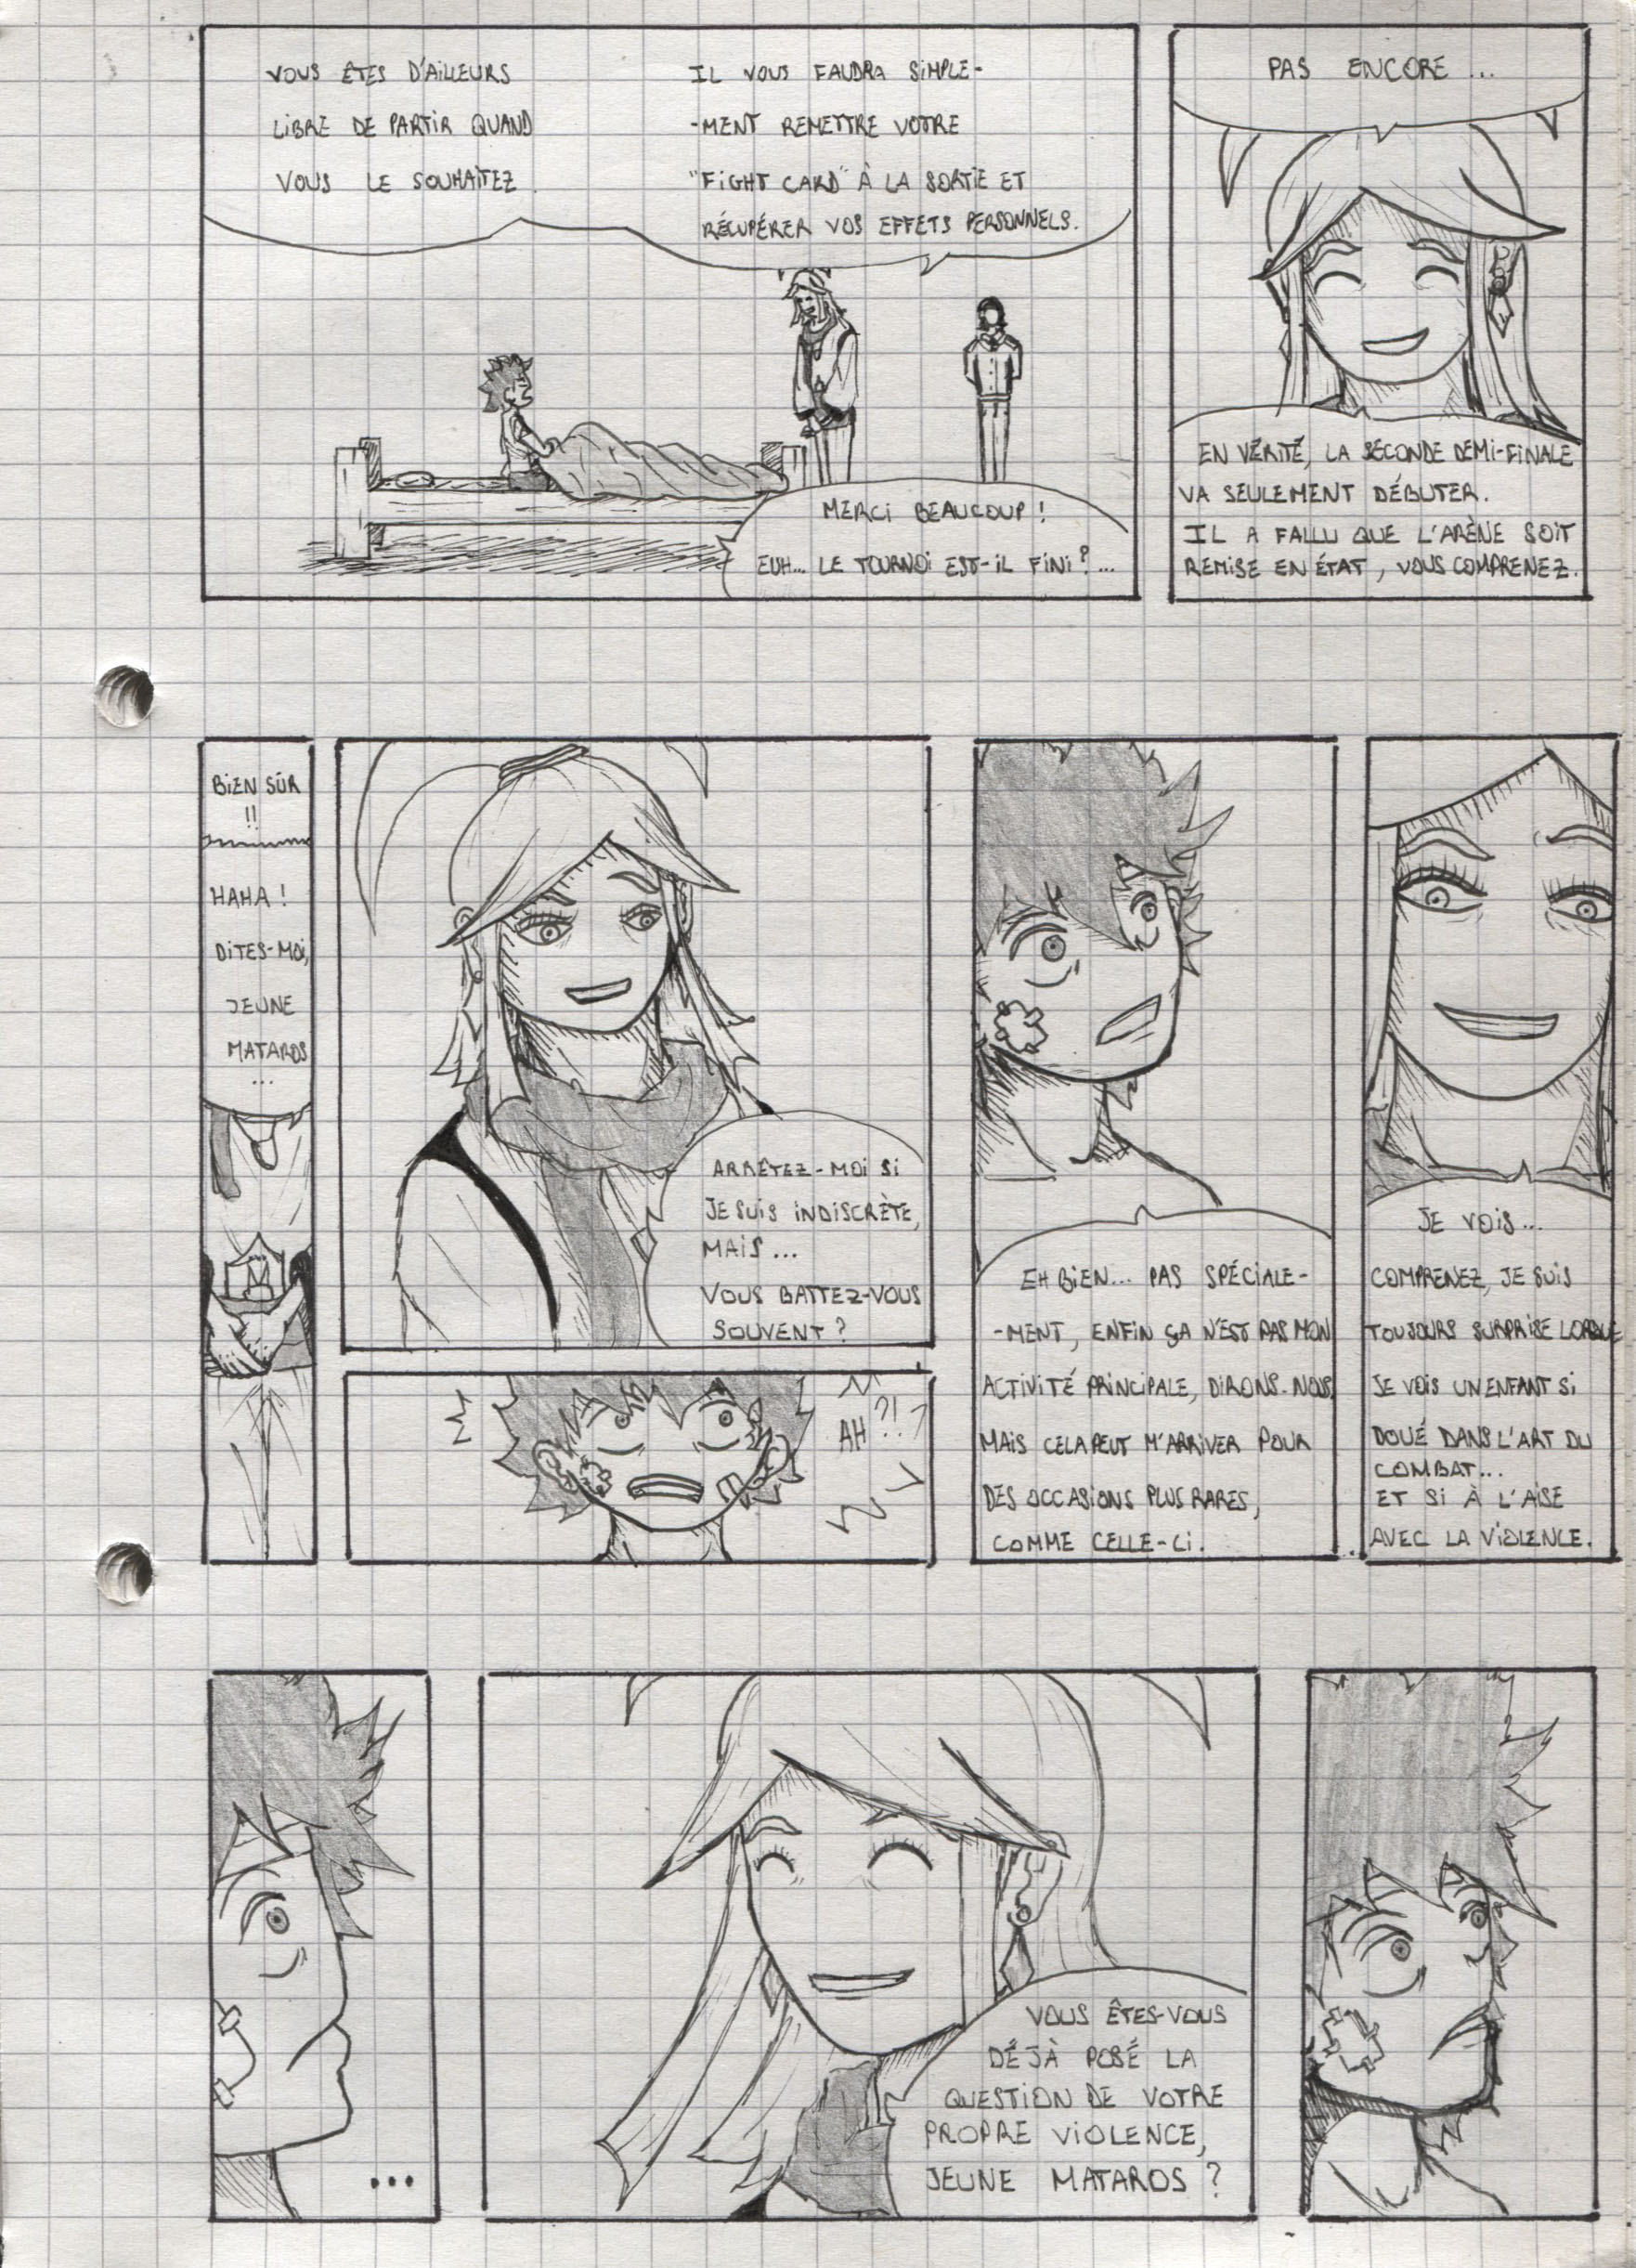 VOUS ÊTES D'AILLEURS
LIBRE DE PARTIR QUAND
VOUS LE SOUHAITEZ.
IL VOUS FAUDRA SIMPLE-
-MENT REMETTRE VOTRE
"FIGHT CARD" À LA SORTIE ET
RÉCUPÉRER VOS EFFETS PERSONNELS.
MERCI BEAUCOUP !
EUH... LE TOURNOI EST-IL FINI ?...
PAS ENCORE ...
EN VÉRITÉ, LA SECONDE DEMI-FINALE
VA SEULEMENT DÉBUTER.
IL A FALLU QUE L'ARÈNE SOIT
REMISE EN ÉTAT, VOUS COMPRENEZ.
BIEN SÛR
!!
HAHA !
DITES-MOI,
JEUNE
MATAROS
...
ARRÊTEZ-MOI SI
JE SUIS INDISCRÈTE,
MAIS ...
VOUS BATTEZ-VOUS
SOUVENT ?
AH ?!
EH BIEN... PAS SPÉCIALE-
-MENT, ENFIN ÇA N'EST PAS MON
ACTIVITÉ PRINCIPALE, DIRONS-NOUS,
MAIS CELA PEUT M'ARRIVER POUR
DES OCCASIONS PLUS RARES,
COMME CELLE-CI.
JE VOIS ...
COMPRENEZ, JE SUIS
TOUJOURS SURPRISE LORSQUE
JE VOIS UN ENFANT SI
DOUÉ DANS L'ART DU
COMBAT...
ET SI À L'AISE
AVEC LA VIOLENCE.
...
VOUS ÊTES-VOUS
DÉJÀ POSÉ LA
QUESTION DE VOTRE
PROPRE VIOLENCE,
JEUNE MATAROS ?